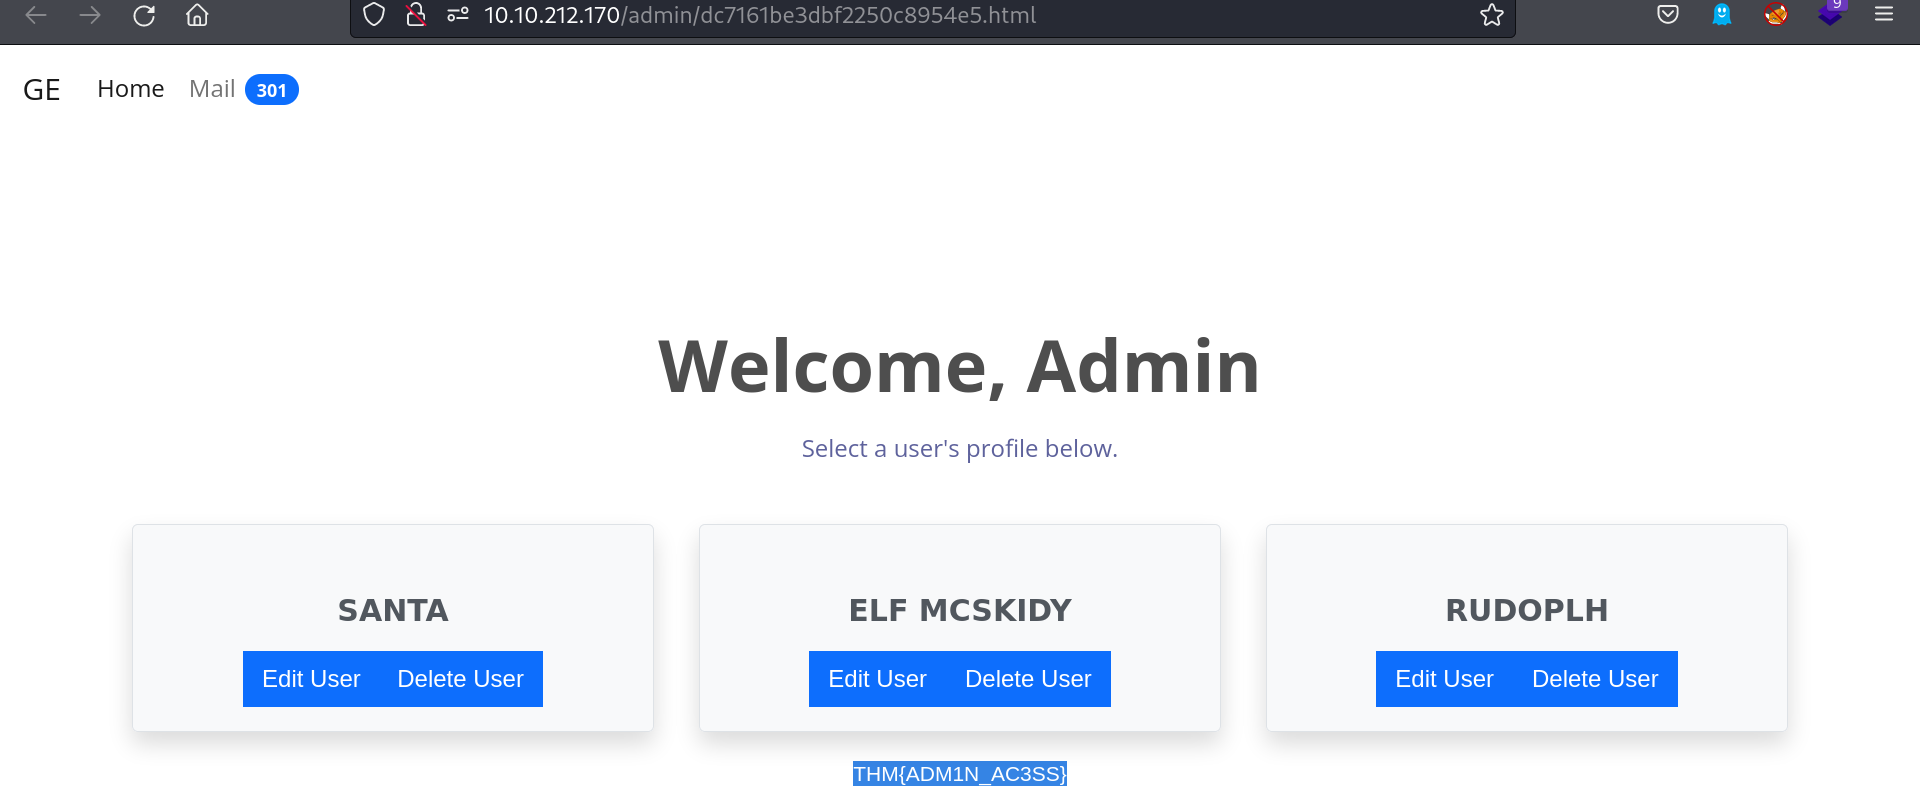 10.10.212.170/admin/dc7161be3dbf2250c8954e5.html
9
GE Home Mail 301
Welcome, Admin
Select a user's profile below.
SANTA ELF MCSKIDY RUDOPLH
Edit User Delete User Edit User Delete User Edit User Delete User
THM{ADM1N_AC3SS}